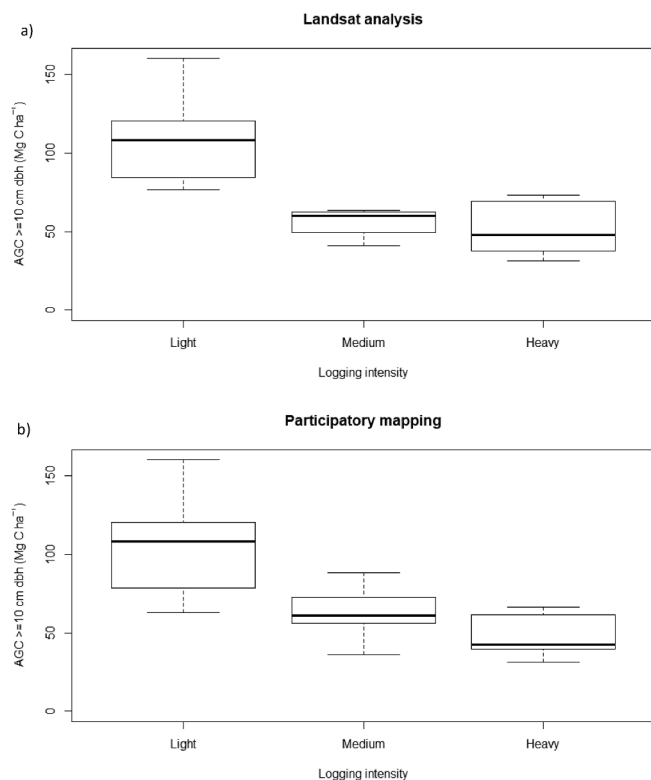 a)
Landsat analysis
AGC >=10 cm dbh (Mg C ha⁻¹)
150
100
50
0
Light Medium Heavy
Logging intensity
b)
Participatory mapping
AGC >=10 cm dbh (Mg C ha⁻¹)
150
100
50
0
Light Medium Heavy
Logging intensity